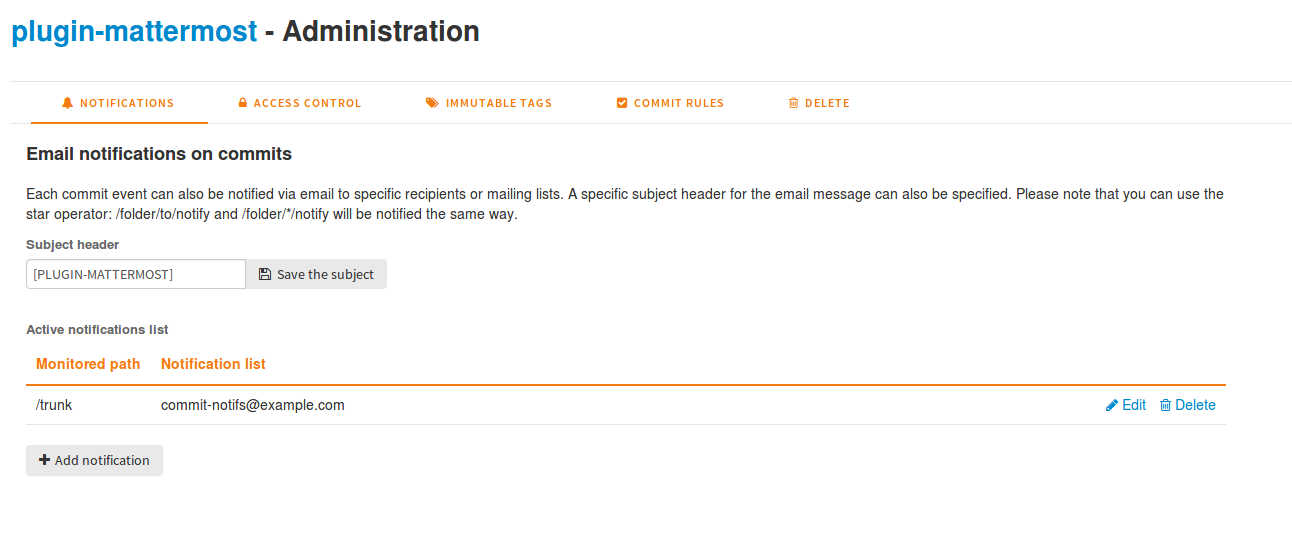 plugin-mattermost - Administration
NOTIFICATIONS ACCESS CONTROL IMMUTABLE TAGS COMMIT RULES DELETE
Email notifications on commits
Each commit event can also be notified via email to specific recipients or mailing lists. A specific subject header for the email message can also be specified. Please note that you can use the
star operator: /folder/to/notify and /folder/*/notify will be notified the same way.
Subject header
[PLUGIN-MATTERMOST] Save the subject
Active notifications list
Monitored path Notification list
/trunk commit-notifs@example.com Edit Delete
Add notification